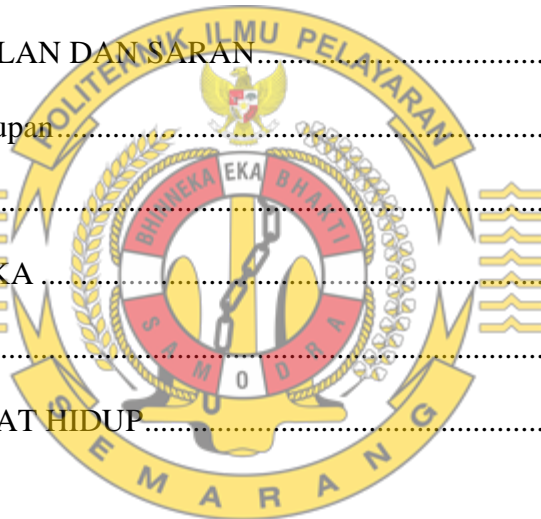 POLITEKNIK ILMU PELAYARAN
LAN DAN SARAN........................................
upan........................................................
BHINNEKA EKA BHAKTI
................................................................
KA ..........................................................
SAMODRA
................................................................
AT HIDUP..................................................
SEMARANG